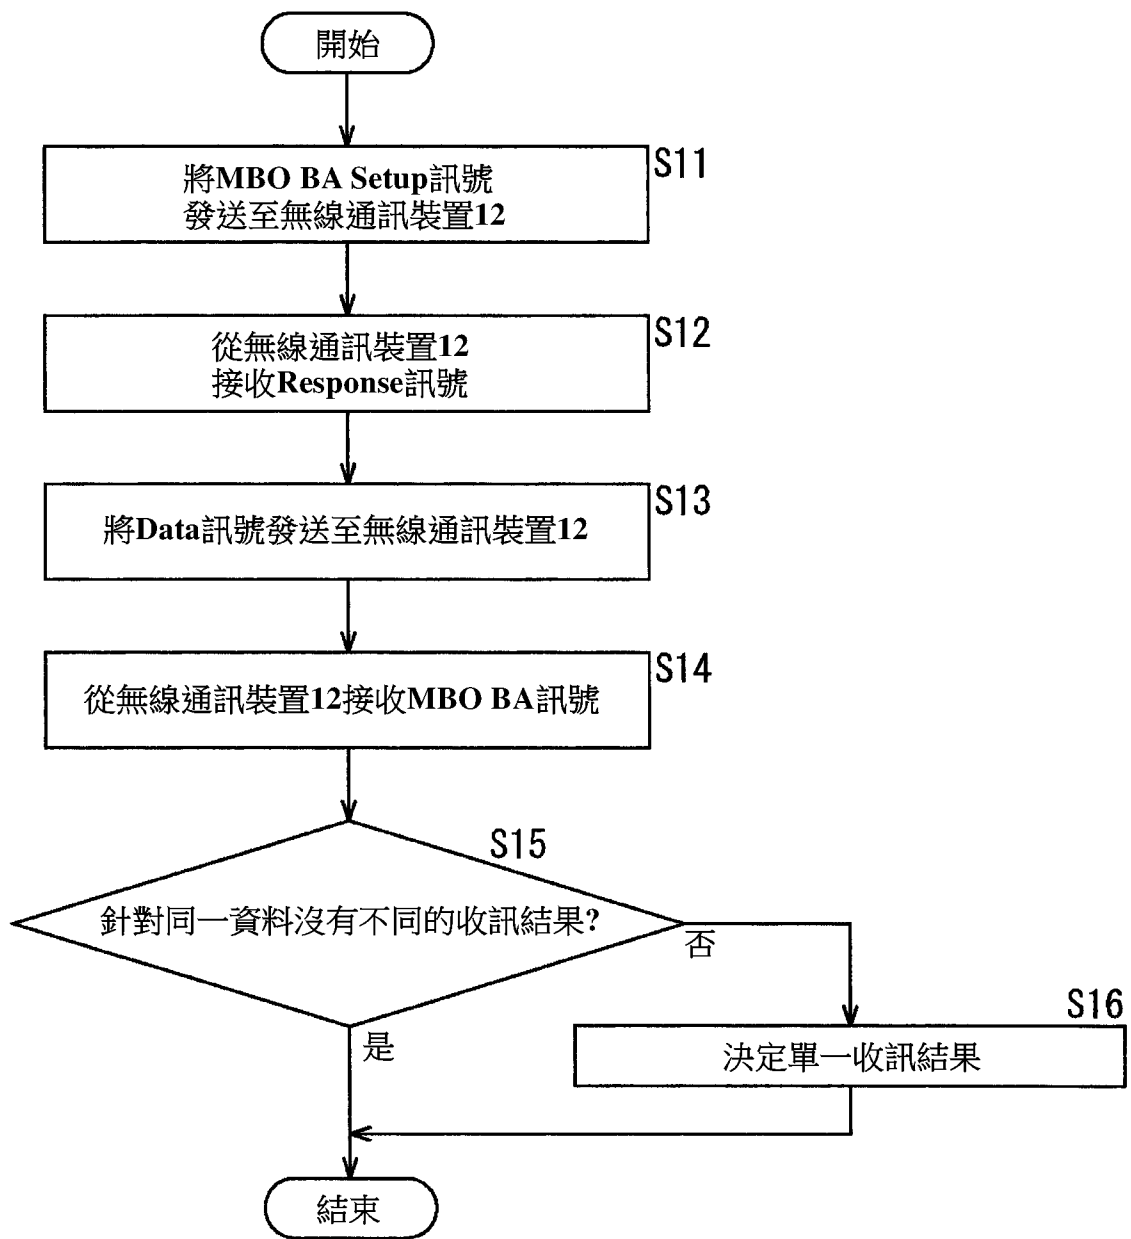 開始
S11
將MBO BA Setup訊號
發送至無線通訊裝置12
S12
從無線通訊裝置12
接收Response訊號
S13
將Data訊號發送至無線通訊裝置12
S14
從無線通訊裝置12接收MBO BA訊號
S15
針對同一資料沒有不同的收訊結果?
否
是
S16
決定單一收訊結果
結束